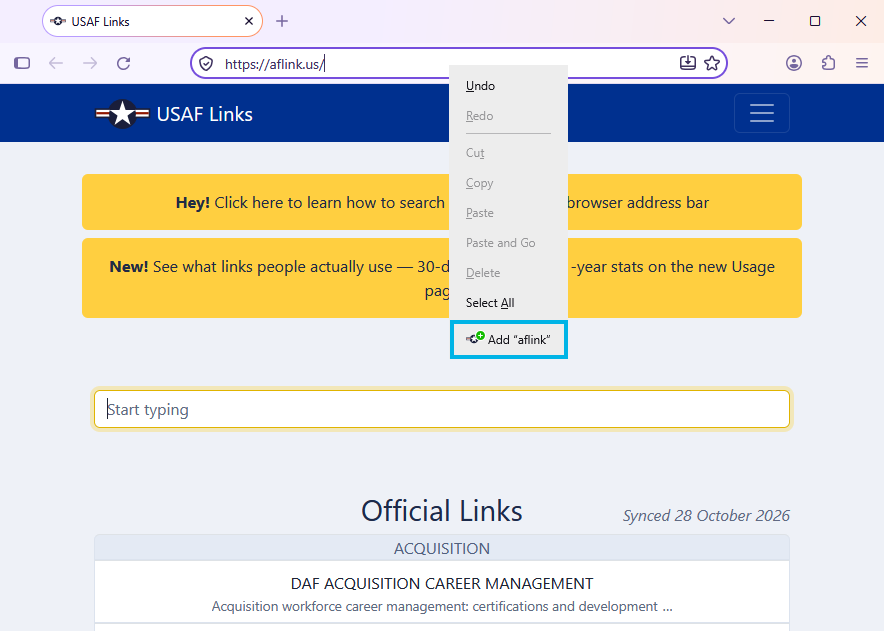 USAF Links
https://aflink.us/
USAF Links
Undo
Redo
Cut
Copy
Paste
Paste and Go
Delete
Select All
Add “aflink”
Hey! Click here to learn how to search
browser address bar
New! See what links people actually use — 30-d
-year stats on the new Usage
pag
Start typing
Official Links
Synced 28 October 2026
ACQUISITION
DAF ACQUISITION CAREER MANAGEMENT
Acquisition workforce career management: certifications and development ...